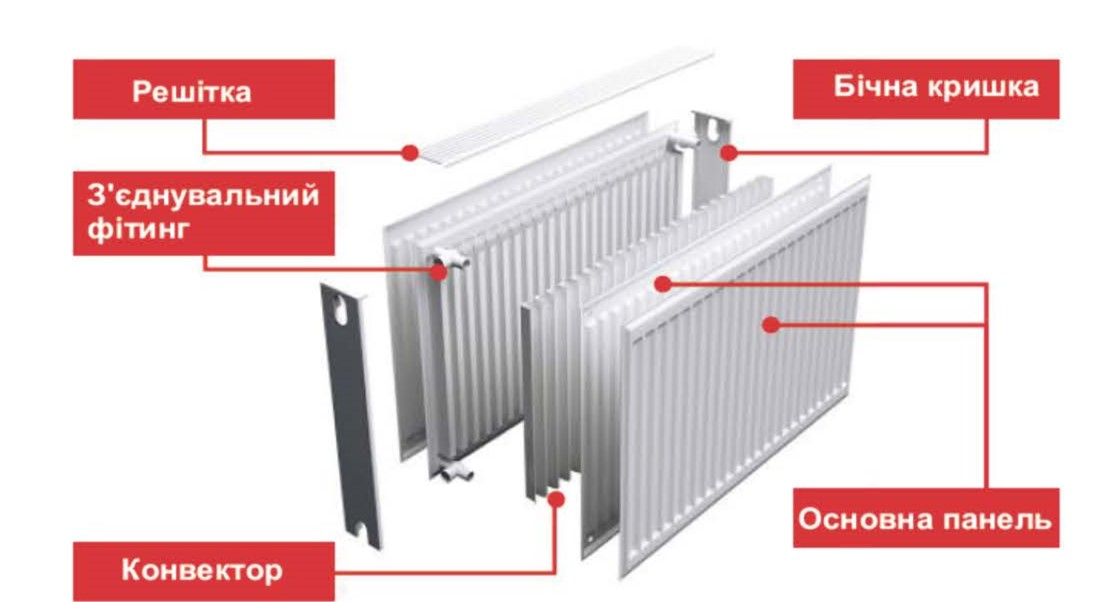 Решітка
Бічна кришка
З'єднувальний
фітинг
Основна панель
Конвектор